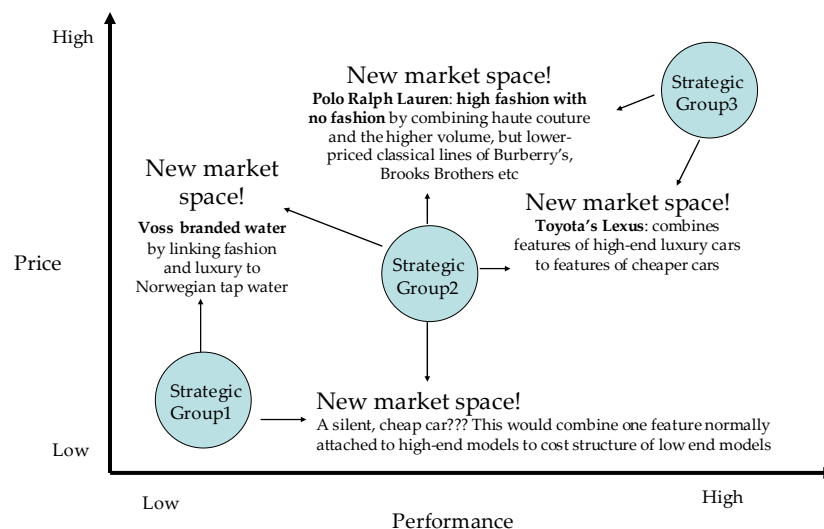 High
New market space!
Polo Ralph Lauren: high fashion with
no fashion by combining haute couture
and the higher volume, but lower-
priced classical lines of Burberry's,
Brooks Brothers etc
Strategic
Group3
New market
space!
Voss branded water
by linking fashion
and luxury to
Norwegian tap water
New market space!
Toyota's Lexus: combines
features of high-end luxury cars
to features of cheaper cars
Price
Strategic
Group2
Strategic
Group1
New market space!
A silent, cheap car??? This would combine one feature normally
attached to high-end models to cost structure of low end models
Low
Low
High
Performance